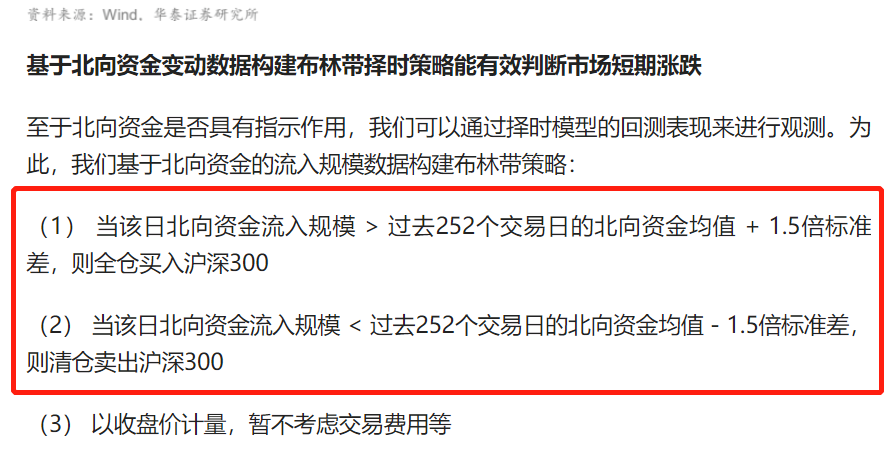 资料来源：Wind，华泰证券研究所
基于北向资金变动数据构建布林带择时策略能有效判断市场短期涨跌
至于北向资金是否具有指示作用，我们可以通过择时模型的回测表现来进行观测。为
此，我们基于北向资金的流入规模数据构建布林带策略：
（1） 当该日北向资金流入规模 > 过去252个交易日的北向资金均值 + 1.5倍标准
差，则全仓买入沪深300
（2） 当该日北向资金流入规模 < 过去252个交易日的北向资金均值 - 1.5倍标准差，
则清仓卖出沪深300
（3） 以收盘价计量，暂不考虑交易费用等